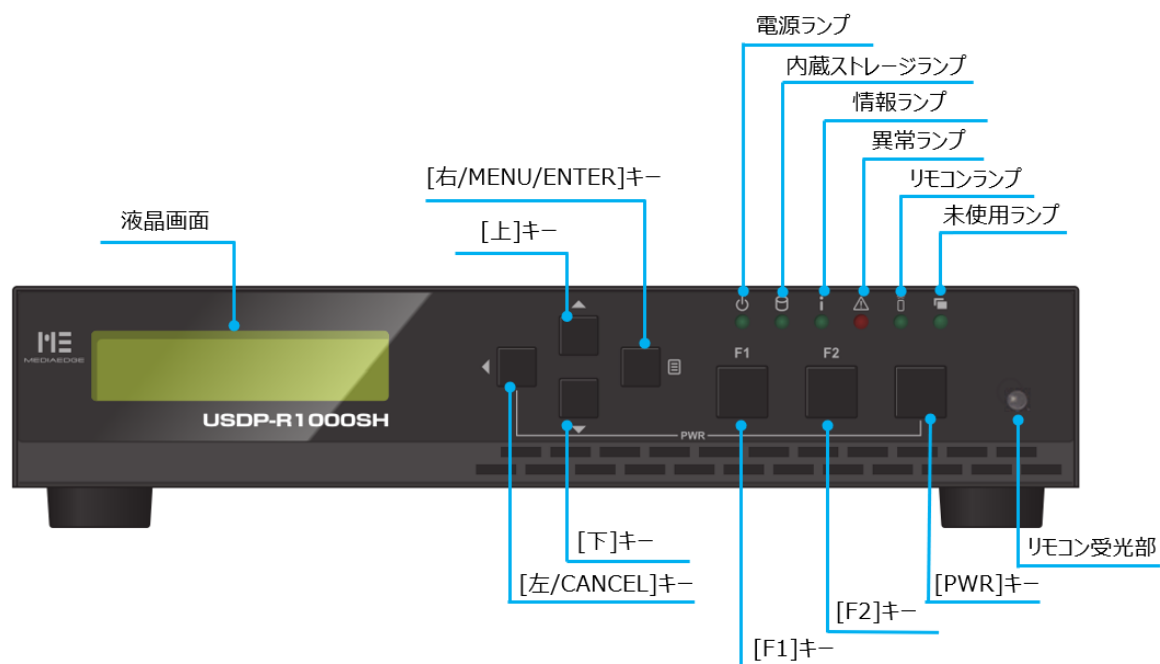 電源ランプ
内蔵ストレージランプ
情報ランプ
異常ランプ
[右/MENU/ENTER]キー
リモコンランプ
液晶画面
[上]キー
未使用ランプ
ME
MEDIAEDGE
F1
F2
USDP-R1000SH
PWR
[下]キー
リモコン受光部
[左/CANCEL]キー
[PWR]キー
[F2]キー
[F1]キー